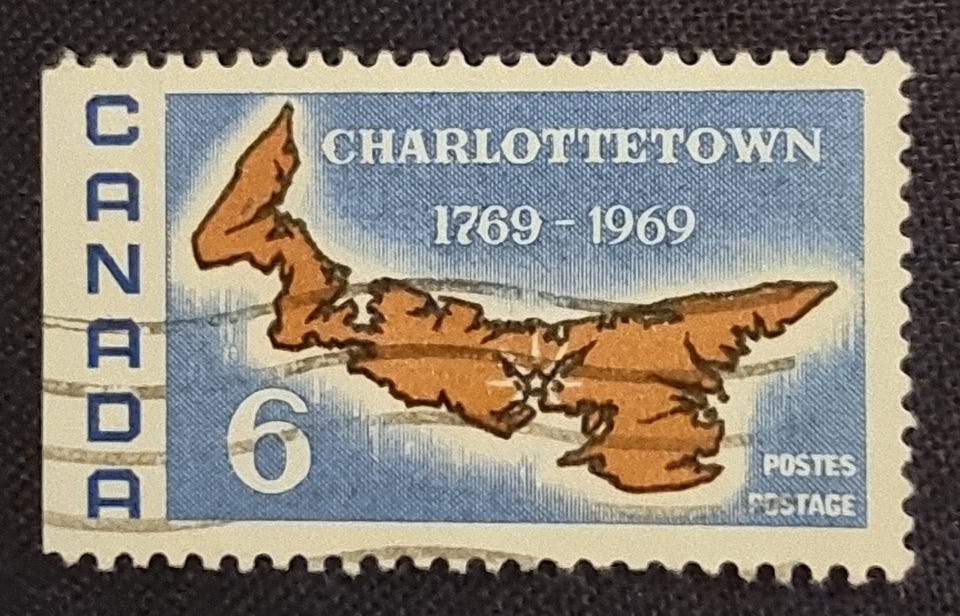 CANADA
CHARLOTTETOWN
1769 - 1969
6
POSTES
POSTAGE